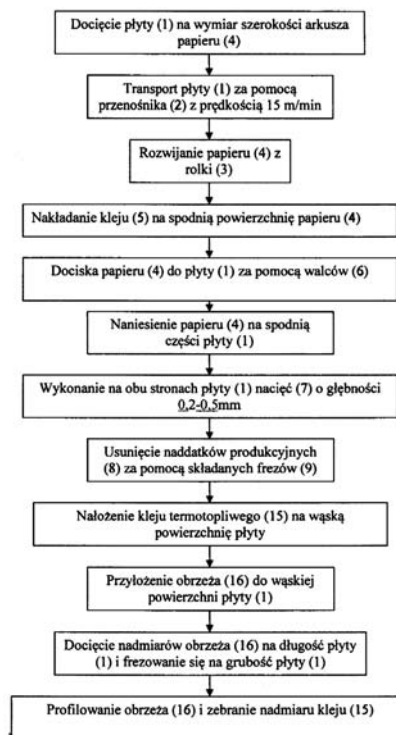 Docięcie płyty (1) na wymiar szerokości arkusza
papieru (4)
Transport płyty (1) za pomocą
przenośnika (2) z prędkością 15 m/min
Rozwijanie papieru (4) z
rolki (3)
Nakładanie kleju (5) na spodnią powierzchnię papieru (4)
Dociska papieru (4) do płyty (1) za pomocą walców (6)
Naniesienie papieru (4) na spodnią
części płyty (1)
Wykonanie na obu stronach płyty (1) nacięć (7) o głębności
0,2-0,5mm
Usunięcie naddatków produkcyjnych
(8) za pomocą składanych frezów (9)
Nałożenie kleju termotopliwego (15) na wąską
powierzchnię płyty
Przyłożenie obrzeża (16) do wąskiej
powierzchni płyty (1)
Docięcie nadmiarów obrzeża (16) na długość płyty
(1) i frezowanie się na grubość płyty (1)
Profilowanie obrzeża (16) i zebranie nadmiaru kleju (15)